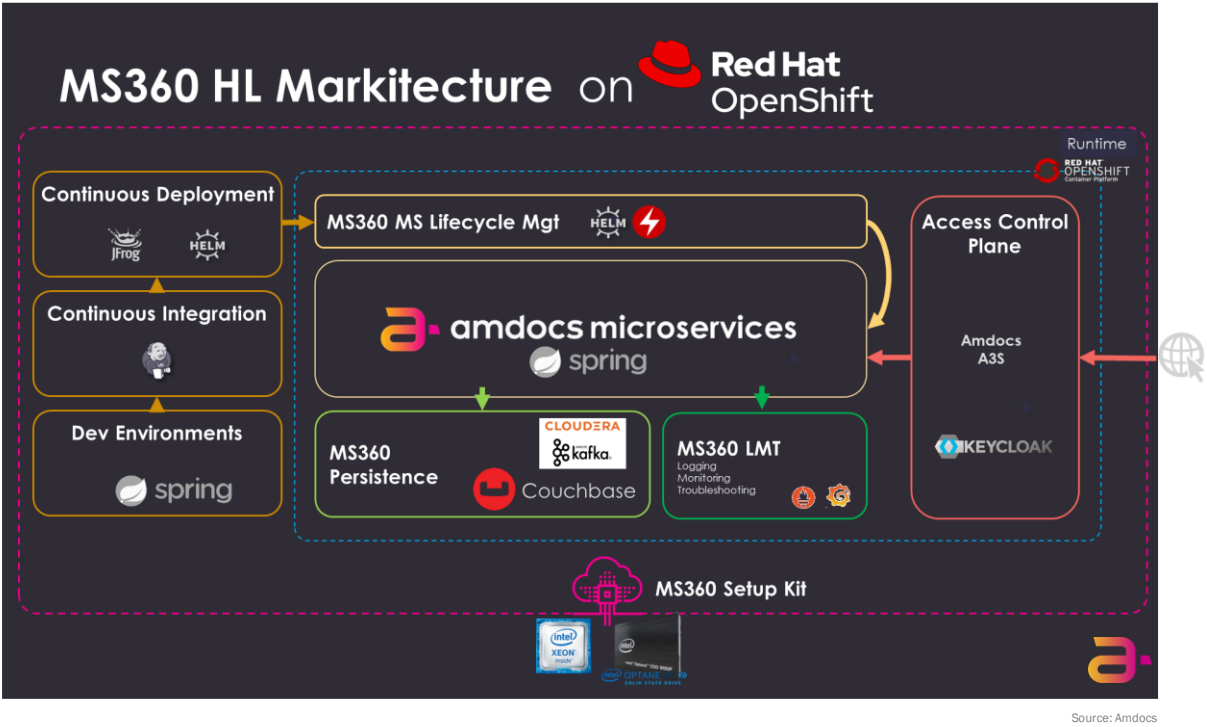 MS360 HL Markitecture on
Red Hat
OpenShift
Runtime
RED HAT
OPENSHIFT
Container Platform
Continuous Deployment
JFrog
HELM
Continuous Integration
Dev Environments
spring
MS360 MS Lifecycle Mgt
HELM
amdocs microservices
spring
MS360
Persistence
CLOUDERA
kafka
Couchbase
MS360 LMT
Logging
Monitoring
Troubleshooting
Access Control
Plane
Amdocs
A3S
KEYCLOAK
MS360 Setup Kit
intel
XEON
inside
intel
intel OPTANE
SOLID STATE DRIVE
Source: Amdocs